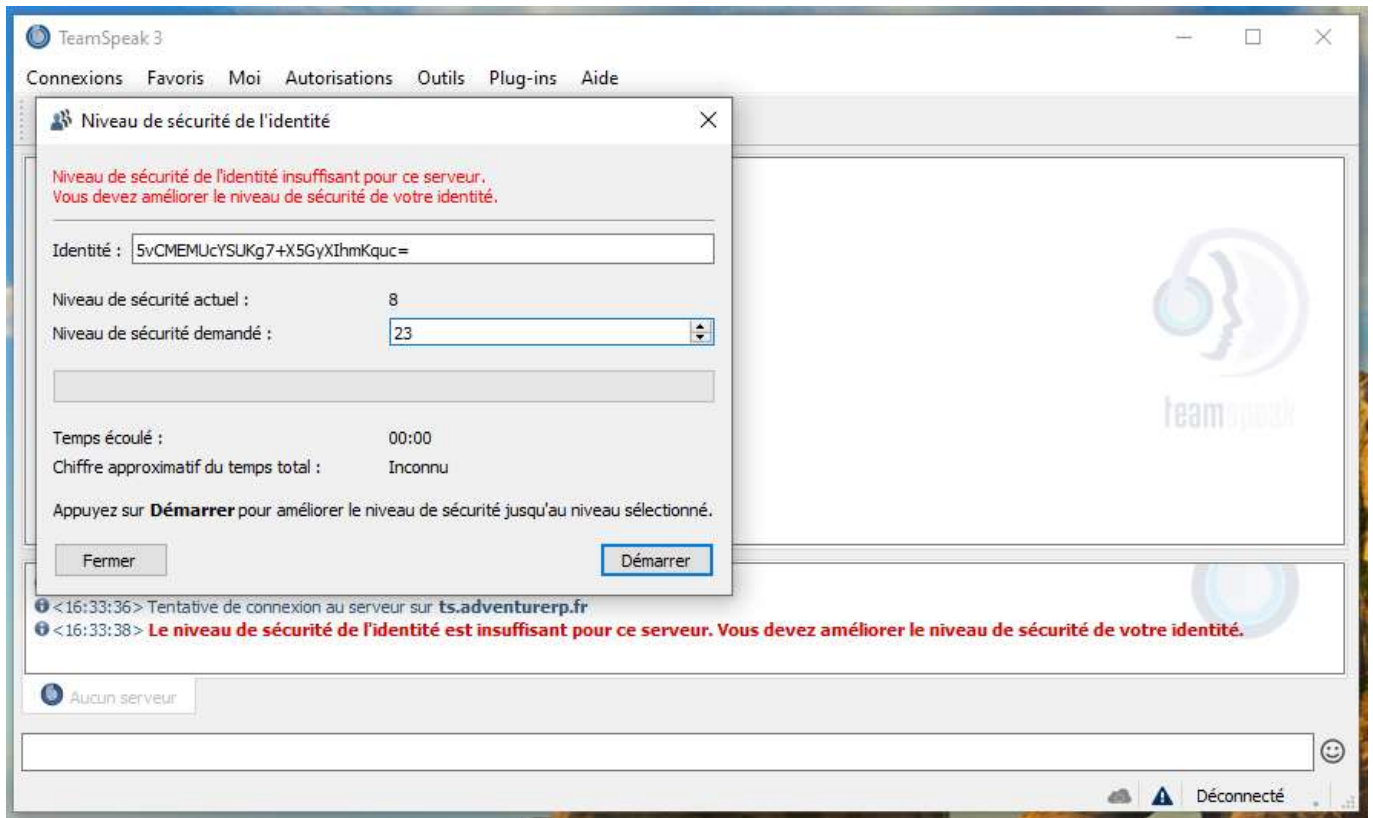 TeamSpeak 3
Connexions Favoris Moi Autorisations Outils Plug-ins Aide
Niveau de sécurité de l'identité
Niveau de sécurité de l'identité insuffisant pour ce serveur.
Vous devez améliorer le niveau de sécurité de votre identité.
Identité : 5vCMEMUcYSUKg7+X5GyXIhmKquc=
Niveau de sécurité actuel : 8
Niveau de sécurité demandé : 23
Temps écoulé : 00:00
Chiffre approximatif du temps total : Inconnu
Appuyez sur Démarrer pour améliorer le niveau de sécurité jusqu'au niveau sélectionné.
Fermer Démarrer
teamspeak
<16:33:36> Tentative de connexion au serveur sur ts.adventurerp.fr
<16:33:38> Le niveau de sécurité de l'identité est insuffisant pour ce serveur. Vous devez améliorer le niveau de sécurité de votre identité.
Aucun serveur
Déconnecté